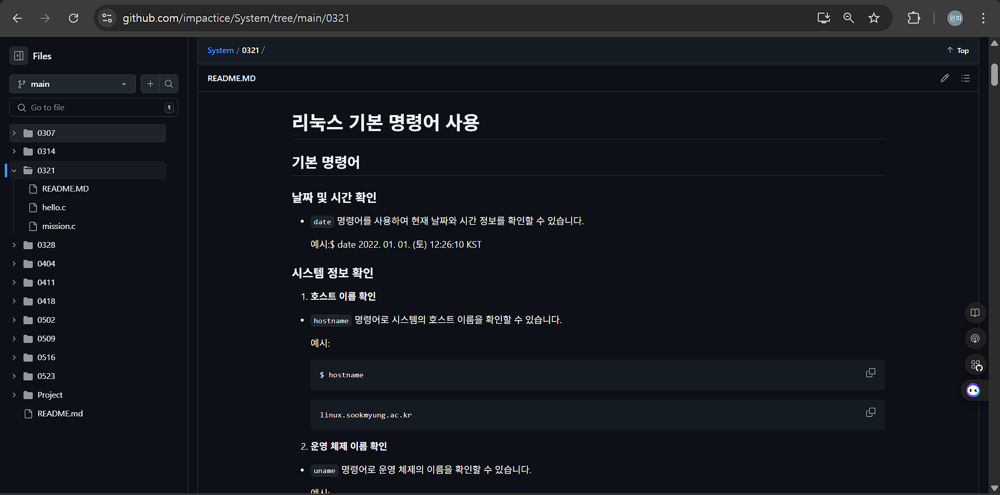 github.com/impactice/System/tree/main/0321
원희
Files
System / 0321 /
Top
main
README.MD
Go to file
t
0307
0314
0321
README.MD
hello.c
mission.c
0328
0404
0411
0418
0502
0509
0516
0523
Project
README.md
리눅스 기본 명령어 사용
기본 명령어
날짜 및 시간 확인
date 명령어를 사용하여 현재 날짜와 시간 정보를 확인할 수 있습니다.
예시:$ date 2022. 01. 01. (토) 12:26:10 KST
시스템 정보 확인
1. 호스트 이름 확인
hostname 명령어로 시스템의 호스트 이름을 확인할 수 있습니다.
예시:
$ hostname
linux.sookmyung.ac.kr
2. 운영 체제 이름 확인
uname 명령어로 운영 체제의 이름을 확인할 수 있습니다.
예시: